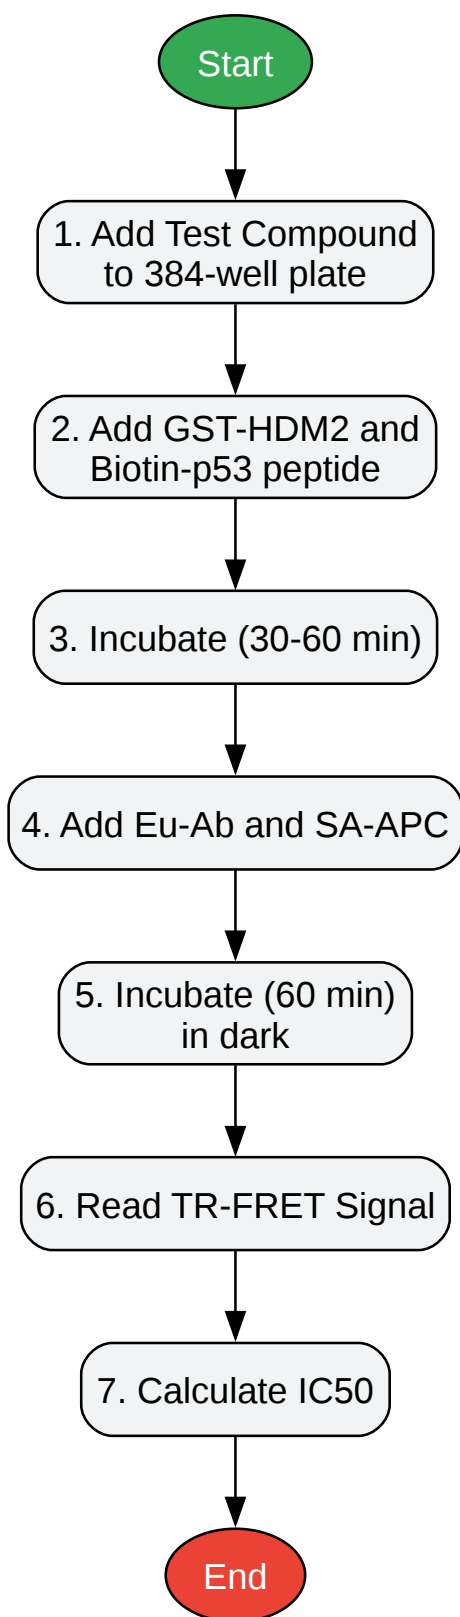 Start
1. Add Test Compound
to 384-well plate
2. Add GST-HDM2 and
Biotin-p53 peptide
3. Incubate (30-60 min)
4. Add Eu-Ab and SA-APC
5. Incubate (60 min)
in dark
6. Read TR-FRET Signal
7. Calculate IC50
End